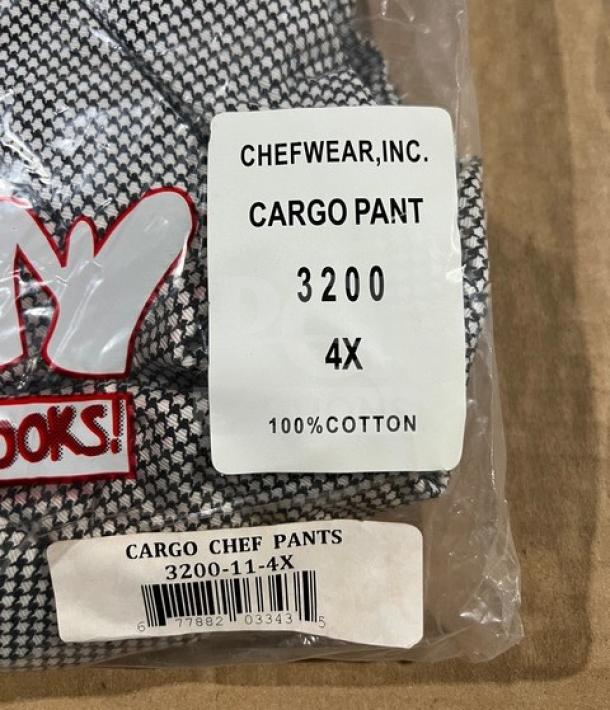 CHEFWEAR,INC.
CARGO PANT
3200
4X
100%COTTON
NY
OOKS!
CARGO CHEF PANTS
3200-11-4X
6 77882 03343 5